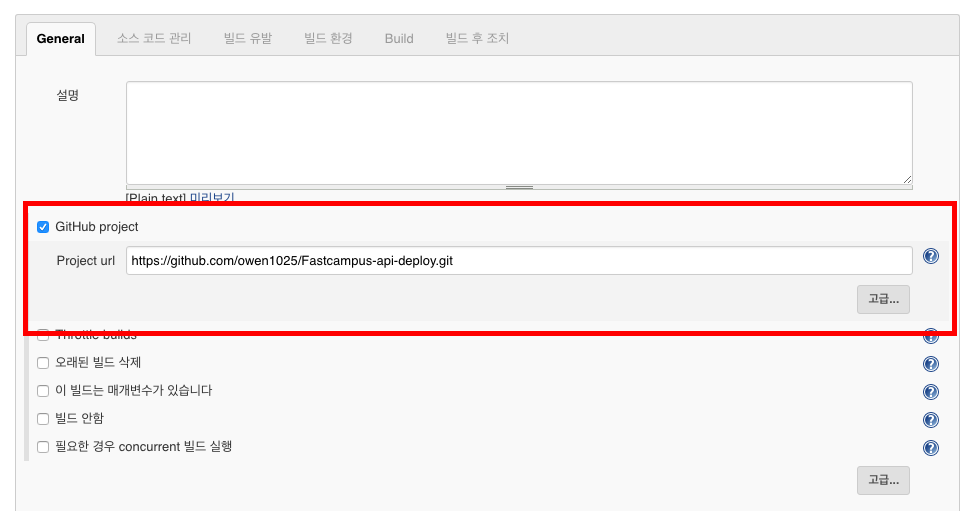 General 소스 코드 관리 빌드 유발 빌드 환경 Build 빌드 후 조치
설명
[Plain text] 미리보기
GitHub project
Project url https://github.com/owen1025/Fastcampus-api-deploy.git
고급...
Throttle builds
오래된 빌드 삭제
이 빌드는 매개변수가 있습니다
빌드 안함
필요한 경우 concurrent 빌드 실행
고급...